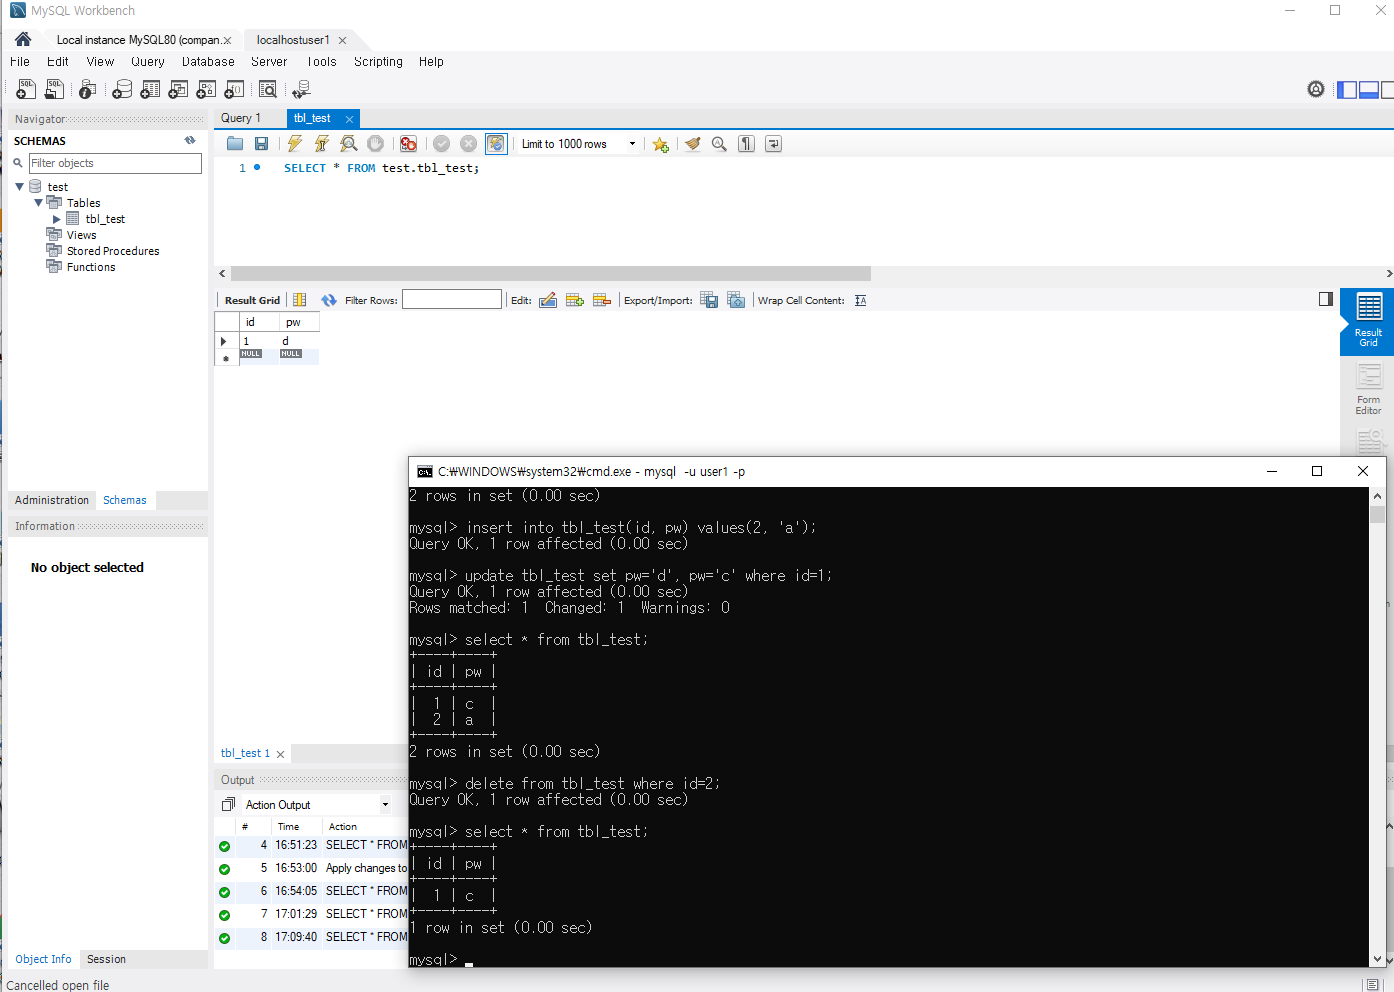 MySQL Workbench
Local instance MySQL80 (compan.
localhostuser1
File Edit View Query Database Server Tools Scripting Help
Navigator
SCHEMAS
Filter objects
test
Tables
tbl_test
Views
Stored Procedures
Functions
Administration Schemas
Information
No object selected
Object Info Session
Cancelled open file
Query 1 tbl_test
Limit to 1000 rows
1 SELECT * FROM test.tbl_test;
Result Grid Filter Rows: Edit: Export/Import: Wrap Cell Content:
id pw
1 d
NULL NULL
Result
Grid
Form
Editor
tbl_test 1
Output
Action Output
# Time Action
4 16:51:23 SELECT * FROM
5 16:53:00 Apply changes to
6 16:54:05 SELECT * FROM
7 17:01:29 SELECT * FROM
8 17:09:40 SELECT * FROM
C:₩WINDOWS₩system32₩cmd.exe - mysql -u user1 -p
2 rows in set (0.00 sec)
mysql> insert into tbl_test(id, pw) values(2, 'a');
Query OK, 1 row affected (0.00 sec)
mysql> update tbl_test set pw='d', pw='c' where id=1;
Query OK, 1 row affected (0.00 sec)
Rows matched: 1 Changed: 1 Warnings: 0
mysql> select * from tbl_test;
+----+----+
| id | pw |
+----+----+
| 1 | c |
| 2 | a |
+----+----+
2 rows in set (0.00 sec)
mysql> delete from tbl_test where id=2;
Query OK, 1 row affected (0.00 sec)
mysql> select * from tbl_test;
+----+----+
| id | pw |
+----+----+
| 1 | c |
+----+----+
1 row in set (0.00 sec)
mysql> _